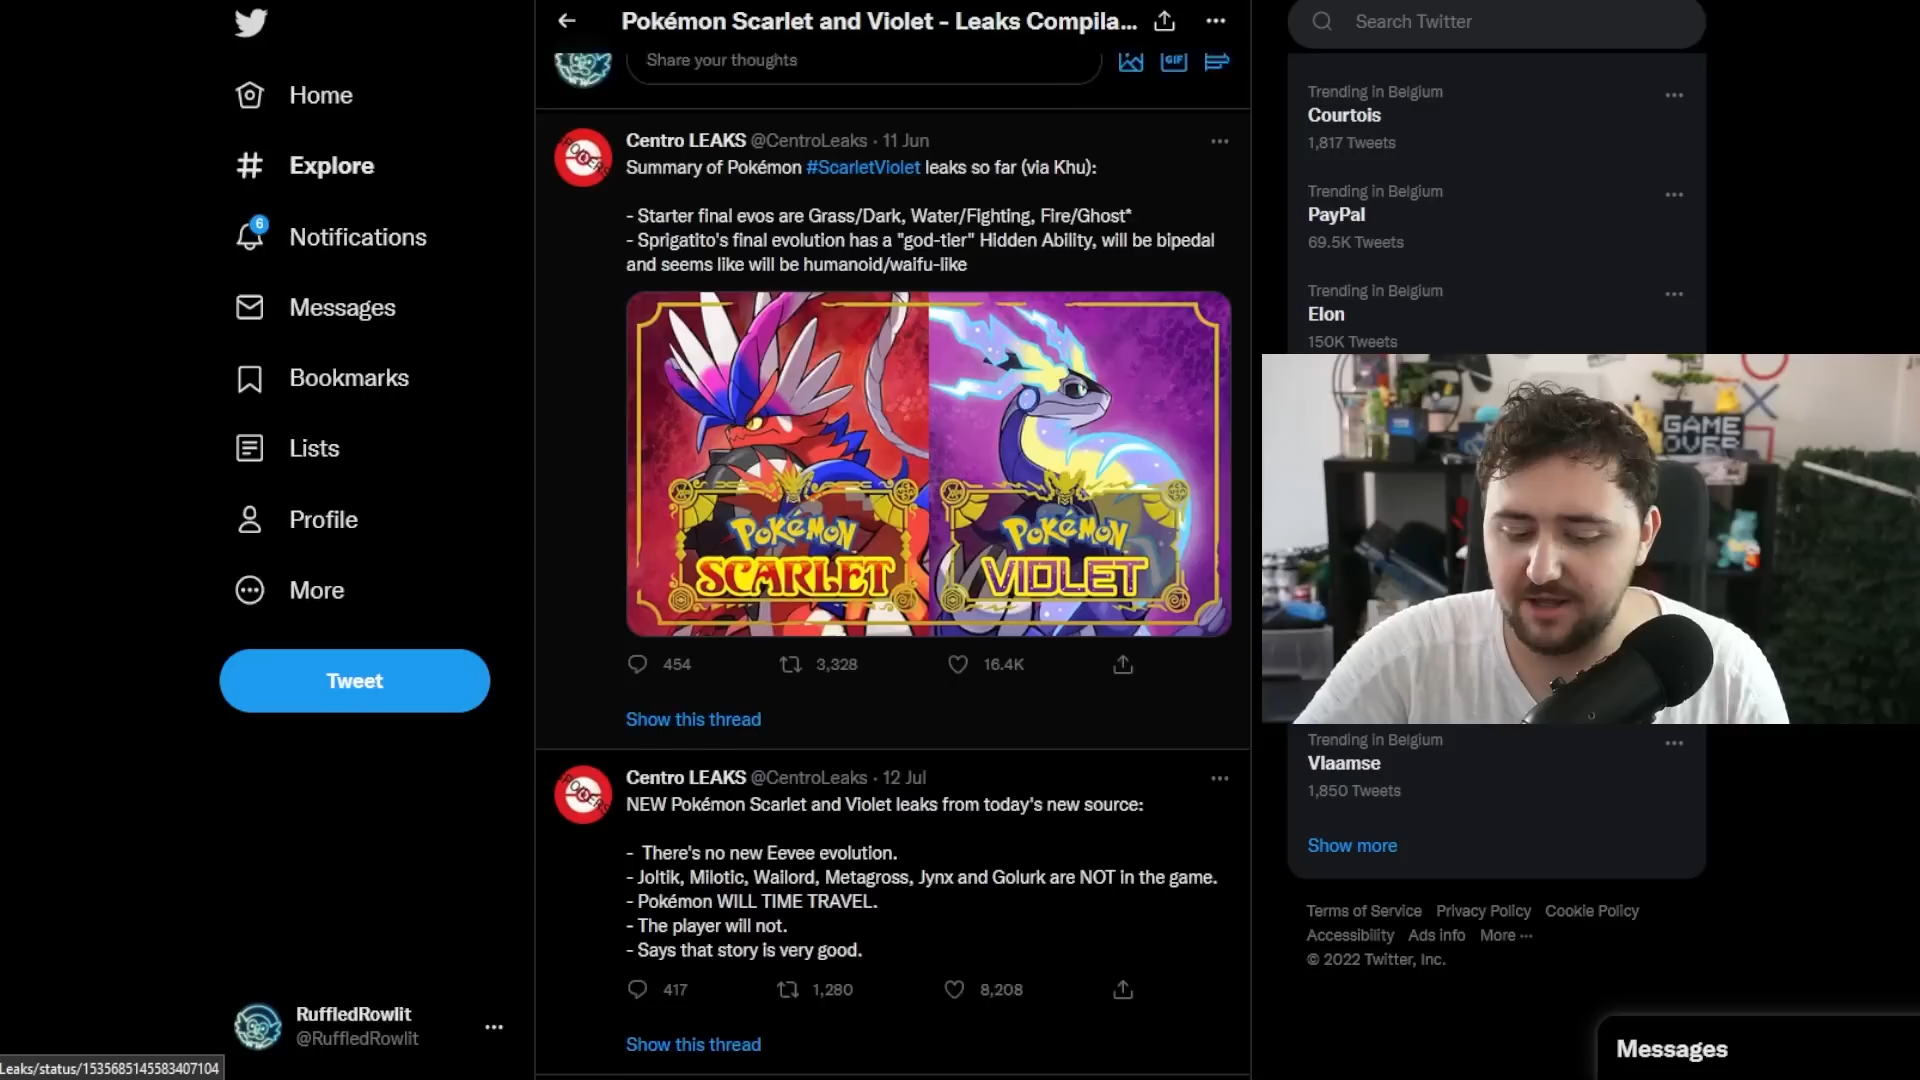 Home
Explore
6
Notifications
Messages
Bookmarks
Lists
Profile
More
Tweet
RuffledRowlit
@RuffledRowlit
Leaks/status/1535685145583407104
Pokémon Scarlet and Violet - Leaks Compila...
Share your thoughts
GIF
Centro LEAKS @CentroLeaks · 11 Jun
Summary of Pokémon #ScarletViolet leaks so far (via Khu):
- Starter final evos are Grass/Dark, Water/Fighting, Fire/Ghost*
- Sprigatito's final evolution has a "god-tier" Hidden Ability, will be bipedal
and seems like will be humanoid/waifu-like
POKéMON
SCARLET
POKéMON
VIOLET
454
3,328
16.4K
Show this thread
Centro LEAKS @CentroLeaks · 12 Jul
NEW Pokémon Scarlet and Violet leaks from today's new source:
- There's no new Eevee evolution.
- Joltik, Milotic, Wailord, Metagross, Jynx and Golurk are NOT in the game.
- Pokémon WILL TIME TRAVEL.
- The player will not.
- Says that story is very good.
417
1,280
8,208
Show this thread
Search Twitter
Trending in Belgium
Courtois
1,817 Tweets
Trending in Belgium
PayPal
69.5K Tweets
Trending in Belgium
Elon
150K Tweets
GAME
OVER
Trending in Belgium
Vlaamse
1,850 Tweets
Show more
Terms of Service Privacy Policy Cookie Policy
Accessibility Ads info More ···
© 2022 Twitter, Inc.
Messages